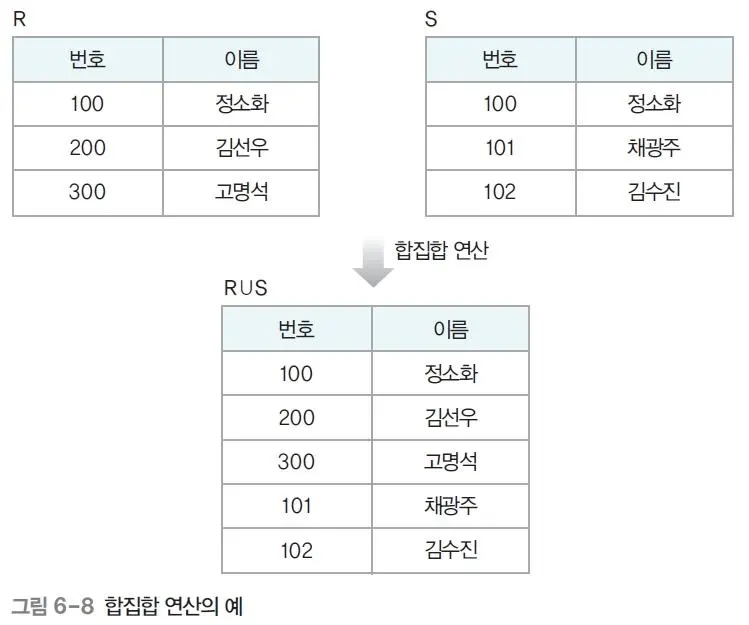 R
번호 이름
100 정소화
200 김선우
300 고명석
S
번호 이름
100 정소화
101 채광주
102 김수진
합집합 연산
R∪S
번호 이름
100 정소화
200 김선우
300 고명석
101 채광주
102 김수진
그림 6-8 합집합 연산의 예